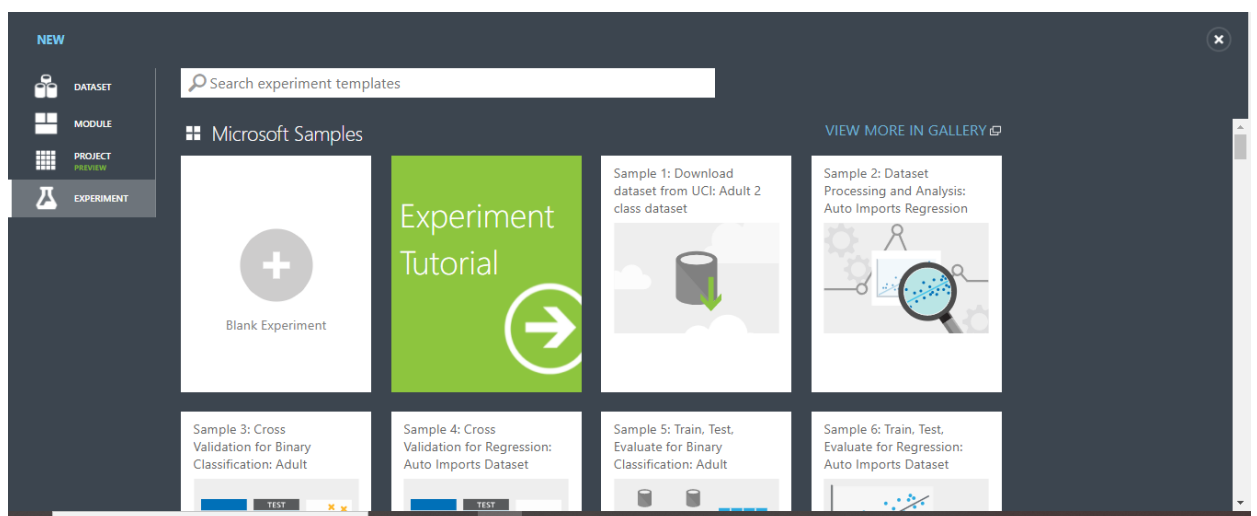 NEW
DATASET
MODULE
PROJECT
PREVIEW
EXPERIMENT
Search experiment templates
Microsoft Samples
VIEW MORE IN GALLERY
Blank Experiment
Experiment
Tutorial
Sample 1: Download
dataset from UCI: Adult 2
class dataset
Sample 2: Dataset
Processing and Analysis:
Auto Imports Regression
Sample 3: Cross
Validation for Binary
Classification: Adult
TEST
Sample 4: Cross
Validation for Regression:
Auto Imports Dataset
TEST
Sample 5: Train, Test,
Evaluate for Binary
Classification: Adult
Sample 6: Train, Test,
Evaluate for Regression:
Auto Imports Dataset